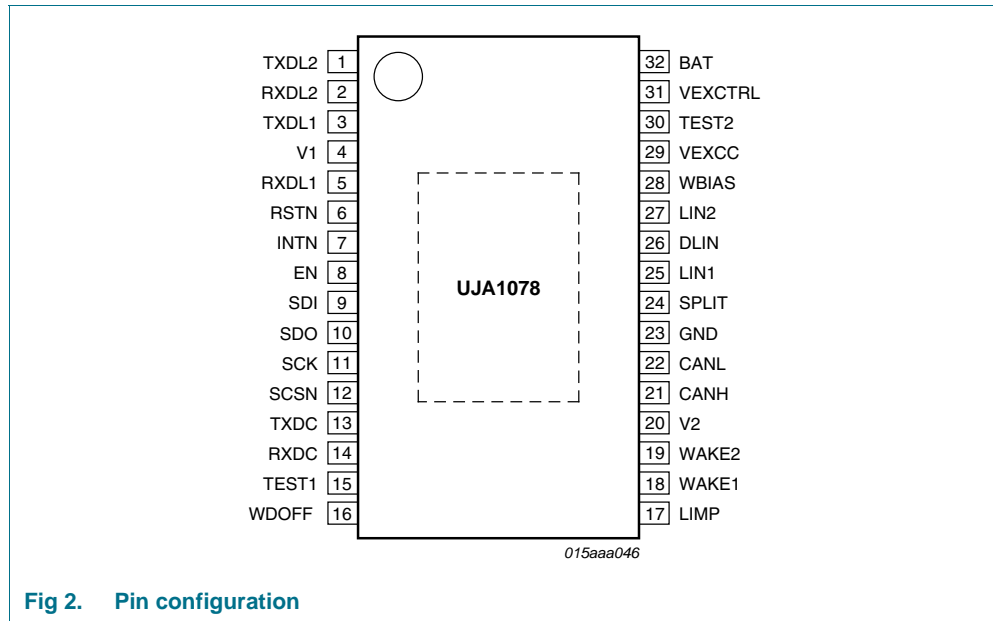 TXDL2 1
RXDL2 2
TXDL1 3
V1 4
RXDL1 5
RSTN 6
INTN 7
EN 8
SDI 9
SDO 10
SCK 11
SCSN 12
TXDC 13
RXDC 14
TEST1 15
WDOFF 16
UJA1078
32 BAT
31 VEXCTRL
30 TEST2
29 VEXCC
28 WBIAS
27 LIN2
26 DLIN
25 LIN1
24 SPLIT
23 GND
22 CANL
21 CANH
20 V2
19 WAKE2
18 WAKE1
17 LIMP
015aaa046
Fig 2. Pin configuration